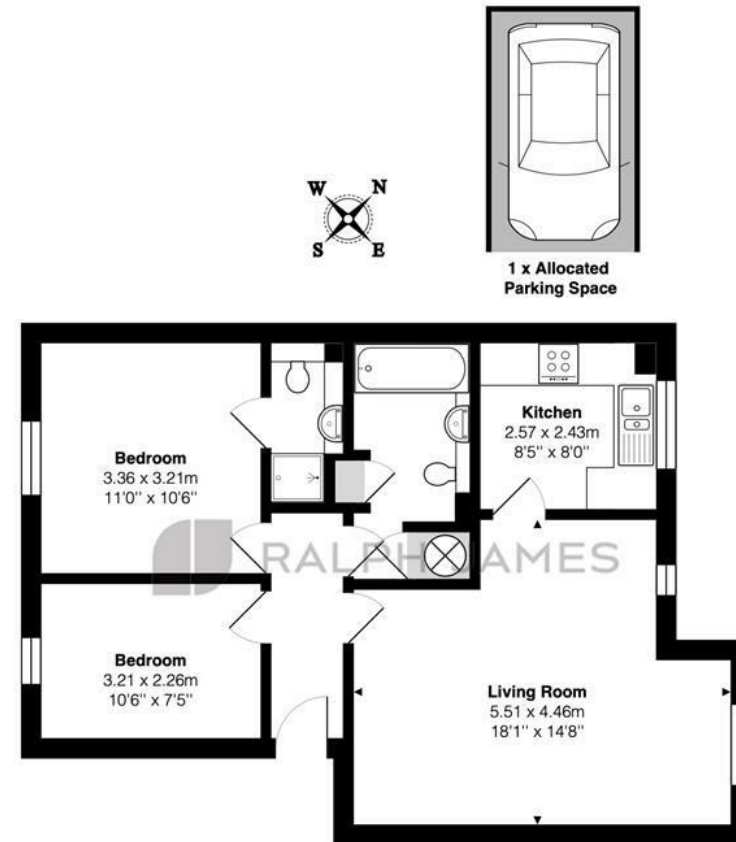 W N
S E
1 x Allocated
Parking Space
Bedroom
3.36 x 3.21m
11'0'' x 10'6''
Kitchen
2.57 x 2.43m
8'5'' x 8'0''
RALPH JAMES
Bedroom
3.21 x 2.26m
10'6'' x 7'5''
Living Room
5.51 x 4.46m
18'1'' x 14'8''